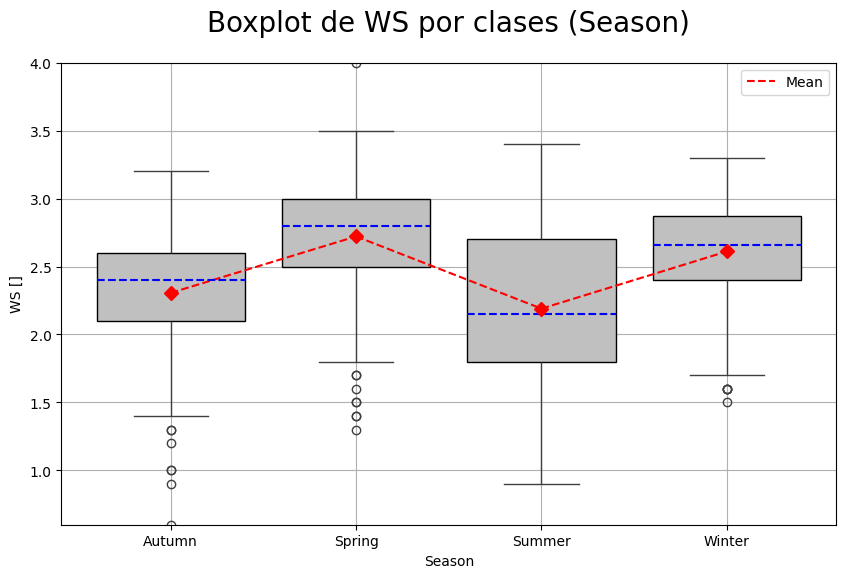 Boxplot de WS por clases (Season)
4.0
3.5
3.0
2.5
2.0
1.5
1.0
WS []
Mean
Autumn
Spring
Summer
Winter
Season